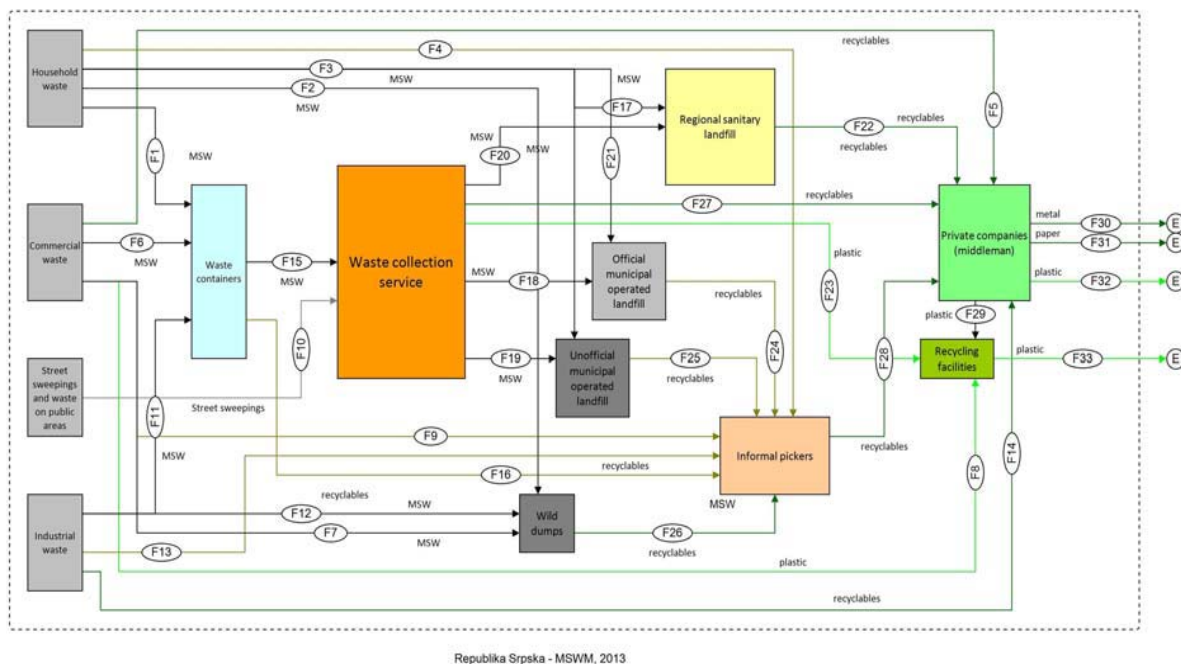 F4
recyclables
Household
waste
F3
MSW
MSW
F2
MSW
MSW
F17
F5
F1
MSW
MSW
MSW
F20
MSW
Regional sanitary
landfill
F22
recyclables
recyclables
F21
Commercial
waste
F6
MSW
Waste
containers
F15
MSW
Waste collection
service
F27
recyclables
plastic
MSW
F18
Official
municipal
operated
landfill
recyclables
F23
Private companies
(middleman)
metal
F30
E
paper
F31
E
plastic
F32
E
plastic
F29
Street
sweepings
and waste
on public
areas
F10
Street sweepings
F19
MSW
Unofficial
municipal
operated
landfill
F25
recyclables
F24
F28
Recycling
facilities
plastic
F33
E
F11
MSW
F9
F16
recyclables
Informal pickers
recyclables
MSW
F8
F14
Industrial
waste
recyclables
F12
MSW
F7
MSW
F13
Wild
dumps
F26
recyclables
plastic
recyclables
Republika Srpska - MSWM, 2013